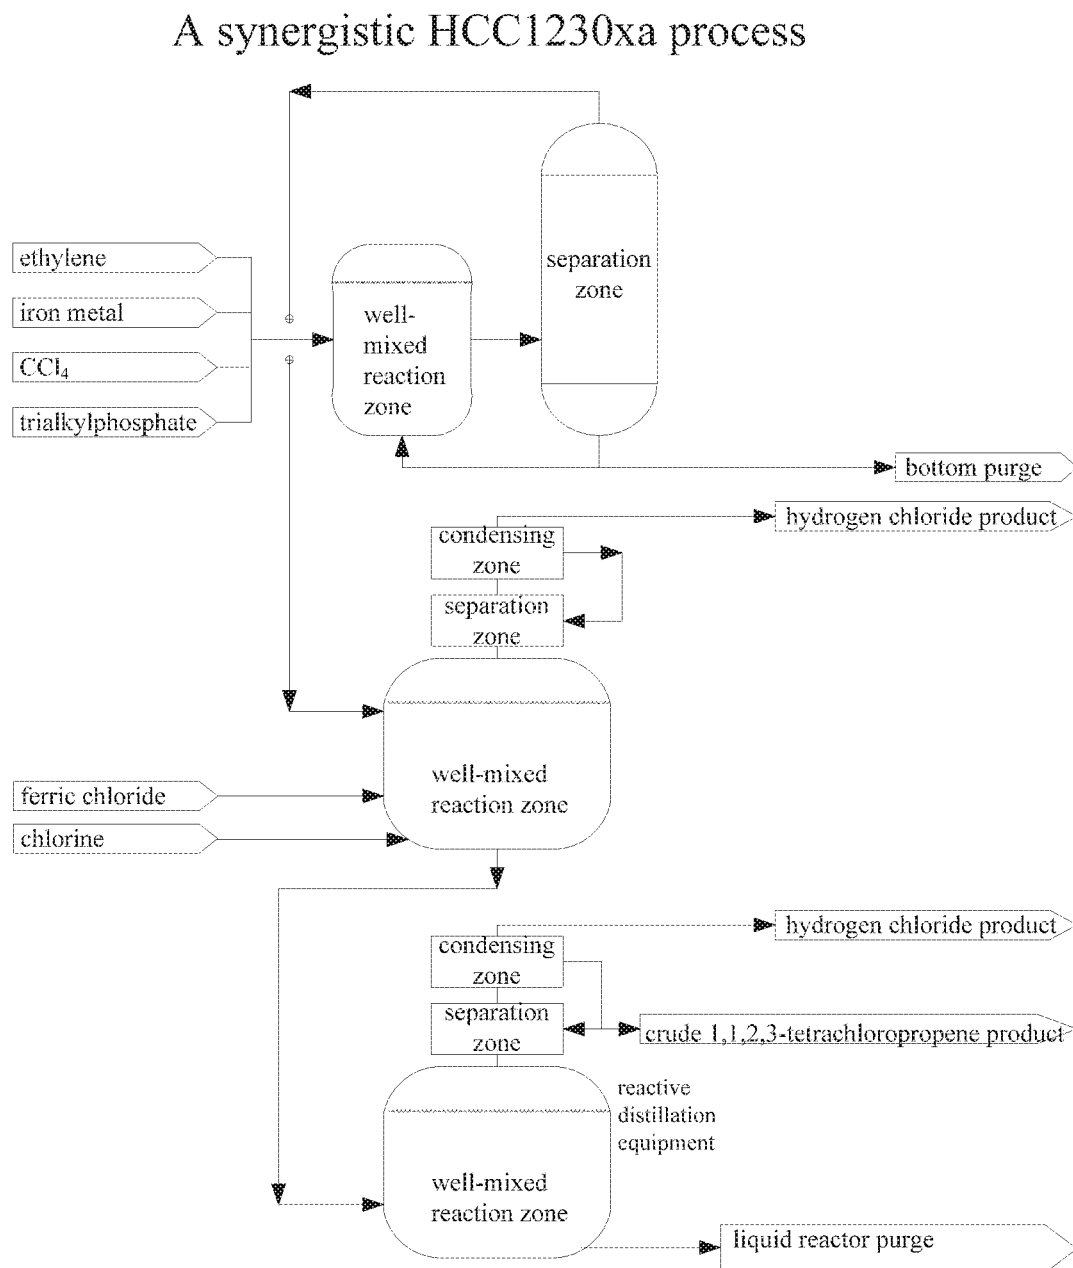 A synergistic HCC1230xa process
ethylene
iron metal
CCl₄
trialkylphosphate
well-
mixed
reaction
zone
separation
zone
bottom purge
hydrogen chloride product
condensing
zone
separation
zone
well-mixed
reaction zone
ferric chloride
chlorine
hydrogen chloride product
condensing
zone
separation
zone
crude 1,1,2,3-tetrachloropropene product
reactive
distillation
equipment
well-mixed
reaction zone
liquid reactor purge